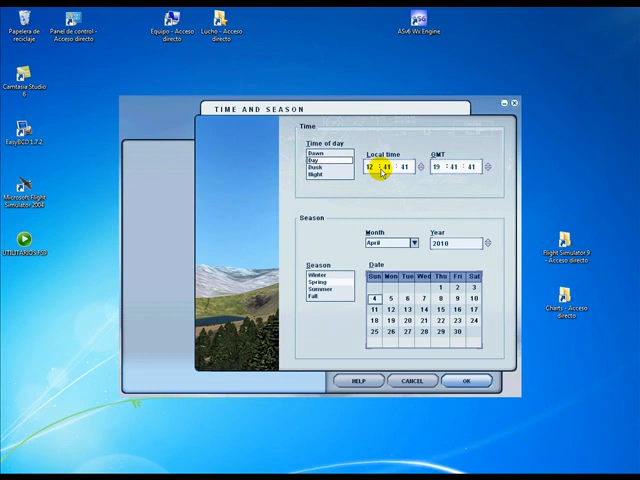 Papelera de
reciclaje
Panel de control -
Acceso directo
Equipo - Acceso
directo
Lucho - Acceso
directo
ASv6 Wx Engine
Camtasia Studio
6
EasyBCD 1.7.2
Microsoft Flight
Simulator 2004
UTILITARIOS FS9
Flight Simulator 9
- Acceso directo
Charts - Acceso
directo
TIME AND SEASON
Time
Time of day
Dawn
Day
Dusk
Night
Local time
12 : 41 : 41
GMT
19 : 41 : 41
Season
Month
April
Year
2010
Season
Winter
Spring
Summer
Fall
Date
Sun Mon Tue Wed Thu Fri Sat
1 2 3
4 5 6 7 8 9 10
11 12 13 14 15 16 17
18 19 20 21 22 23 24
25 26 27 28 29 30
HELP
CANCEL
OK